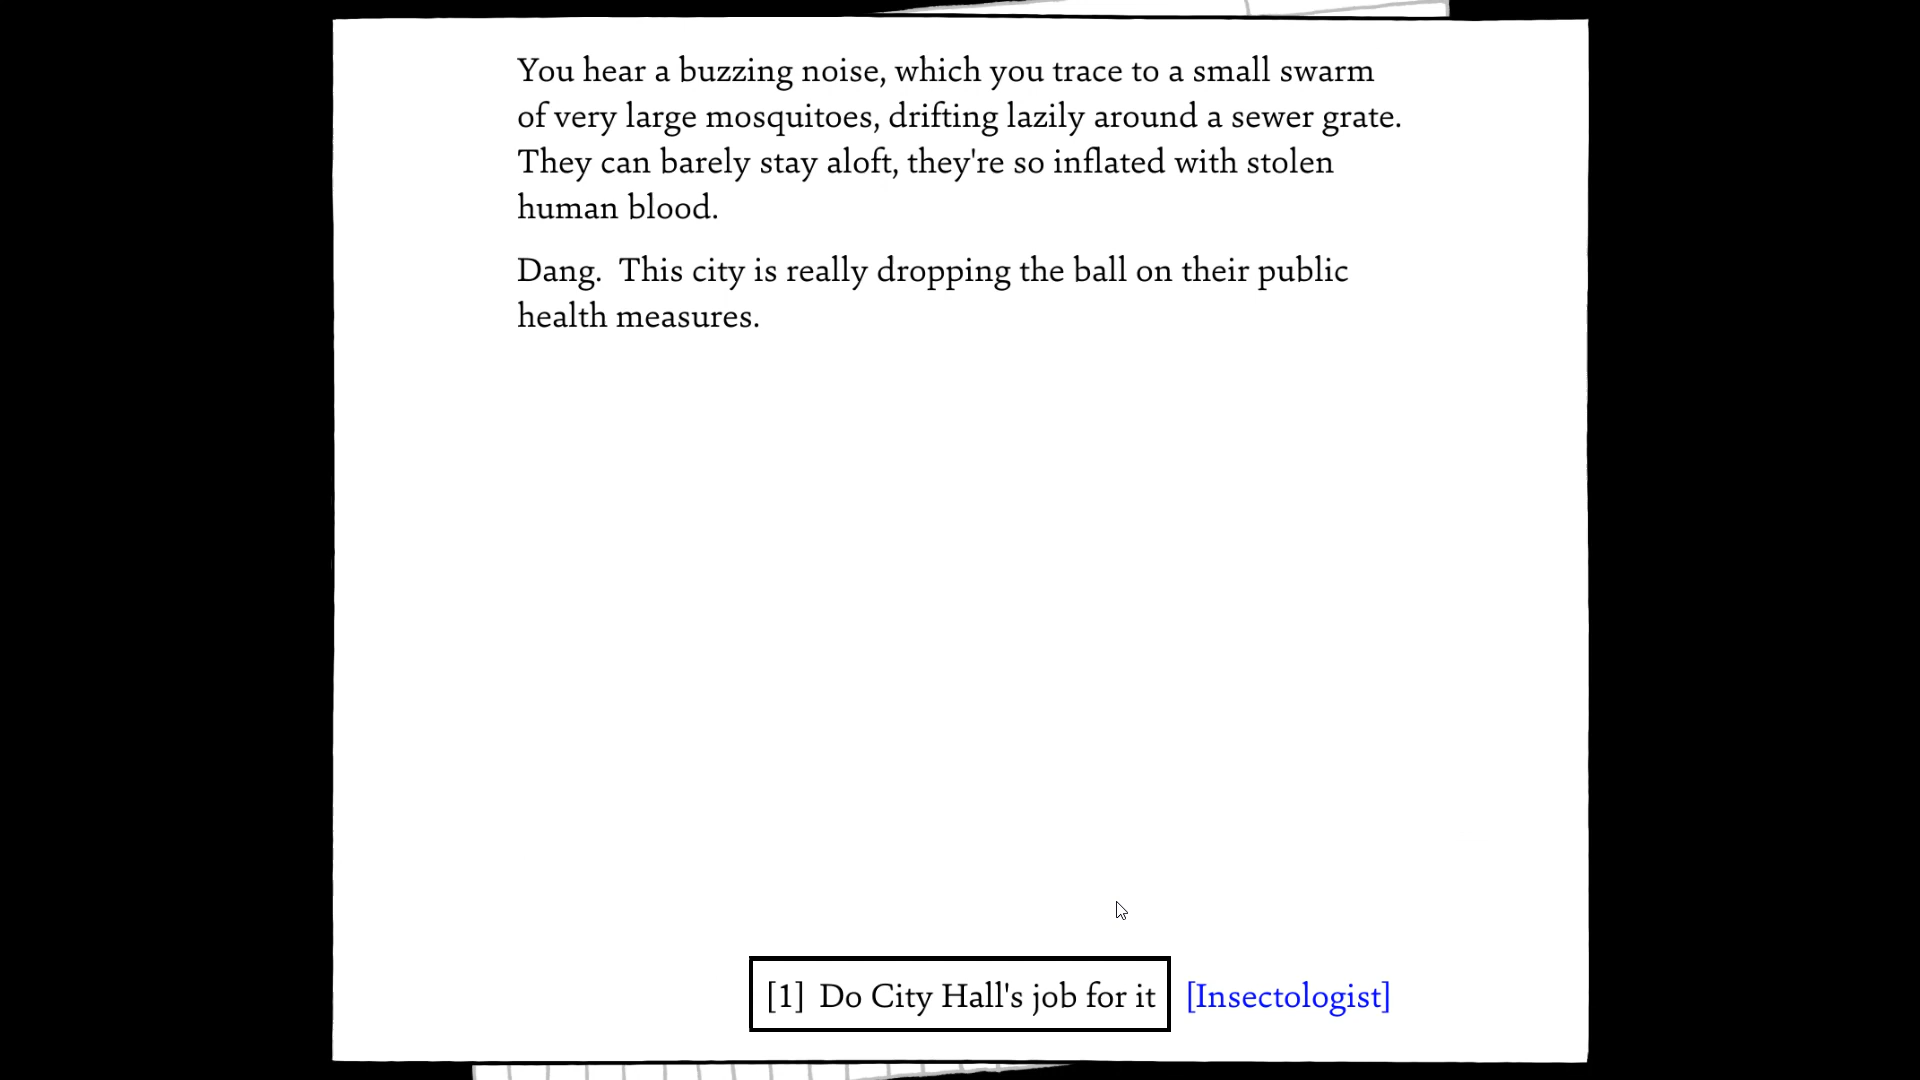 You hear a buzzing noise, which you trace to a small swarm
of very large mosquitoes, drifting lazily around a sewer grate.
They can barely stay aloft, they're so inflated with stolen
human blood.
Dang.  This city is really dropping the ball on their public
health measures.
[1] Do City Hall's job for it [Insectologist]